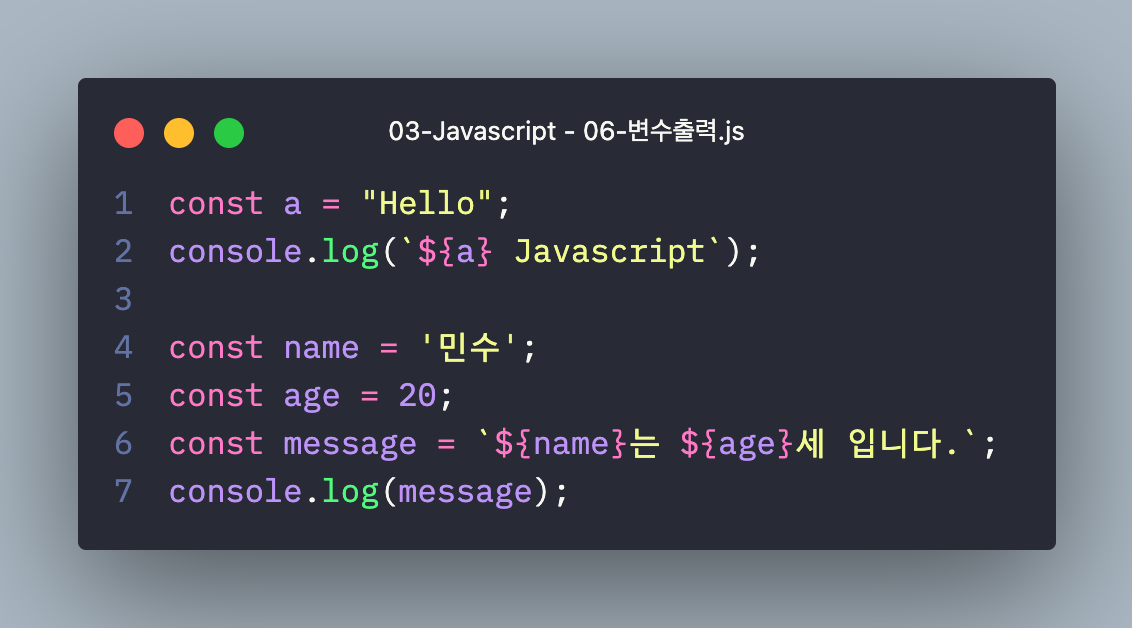 03-Javascript - 06-변수출력.js
1 const a = "Hello";
2 console.log(`${a} Javascript`);
3
4 const name = '민수';
5 const age = 20;
6 const message = `${name}는 ${age}세 입니다.`;
7 console.log(message);